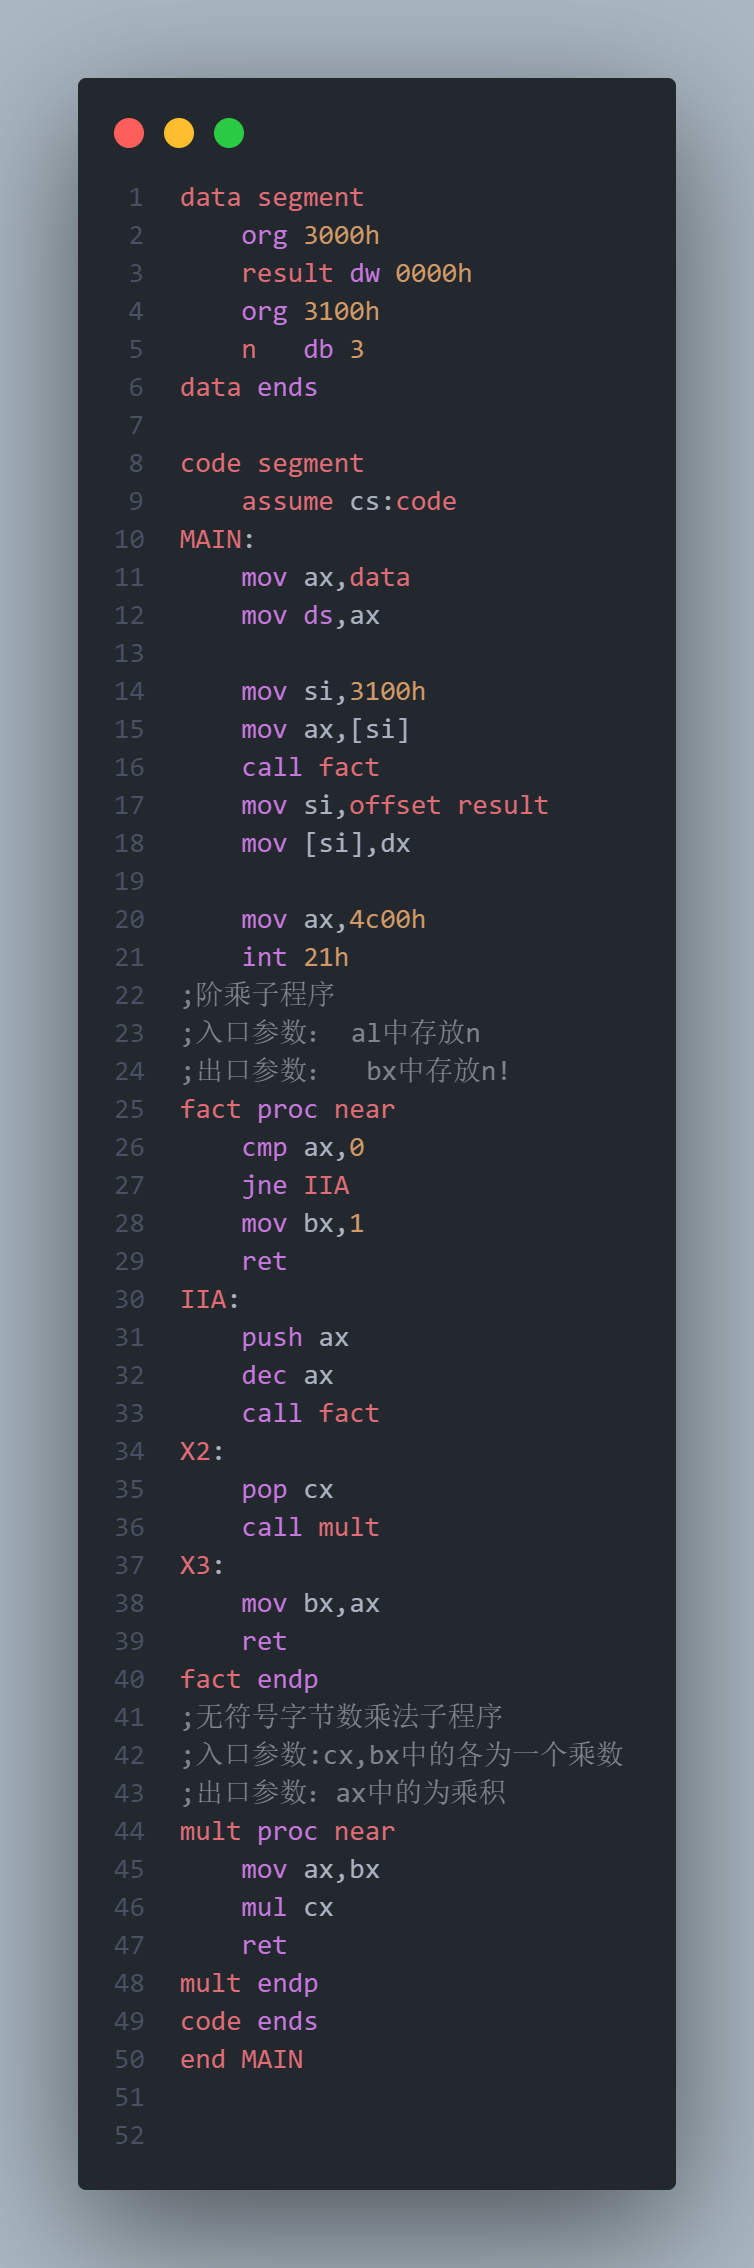 1 data segment
2     org 3000h
3     result dw 0000h
4     org 3100h
5     n   db 3
6 data ends
7
8 code segment
9     assume cs:code
10 MAIN:
11     mov ax,data
12     mov ds,ax
13
14     mov si,3100h
15     mov ax,[si]
16     call fact
17     mov si,offset result
18     mov [si],dx
19
20     mov ax,4c00h
21     int 21h
22 ;阶乘子程序
23 ;入口参数： al中存放n
24 ;出口参数：  bx中存放n!
25 fact proc near
26     cmp ax,0
27     jne IIA
28     mov bx,1
29     ret
30 IIA:
31     push ax
32     dec ax
33     call fact
34 X2:
35     pop cx
36     call mult
37 X3:
38     mov bx,ax
39     ret
40 fact endp
41 ;无符号字节数乘法子程序
42 ;入口参数:cx,bx中的各为一个乘数
43 ;出口参数：ax中的为乘积
44 mult proc near
45     mov ax,bx
46     mul cx
47     ret
48 mult endp
49 code ends
50 end MAIN
51
52